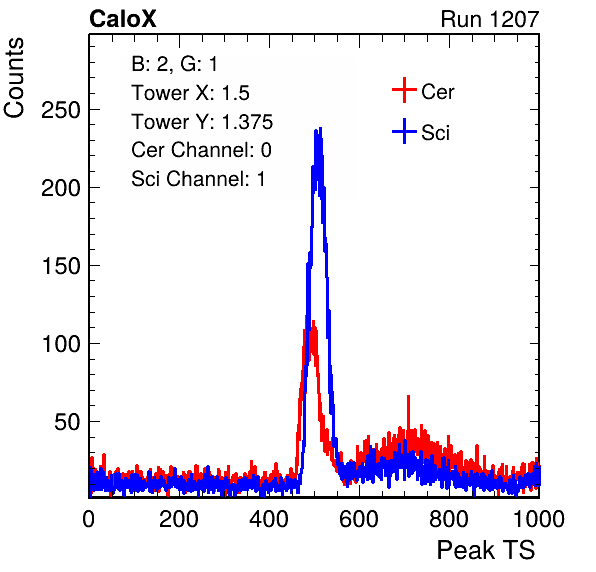 CaloX
Run 1207
Counts
B: 2, G: 1
Tower X: 1.5
Tower Y: 1.375
Cer Channel: 0
Sci Channel: 1
Cer
Sci
250
200
150
100
50
0 200 400 600 800 1000
Peak TS